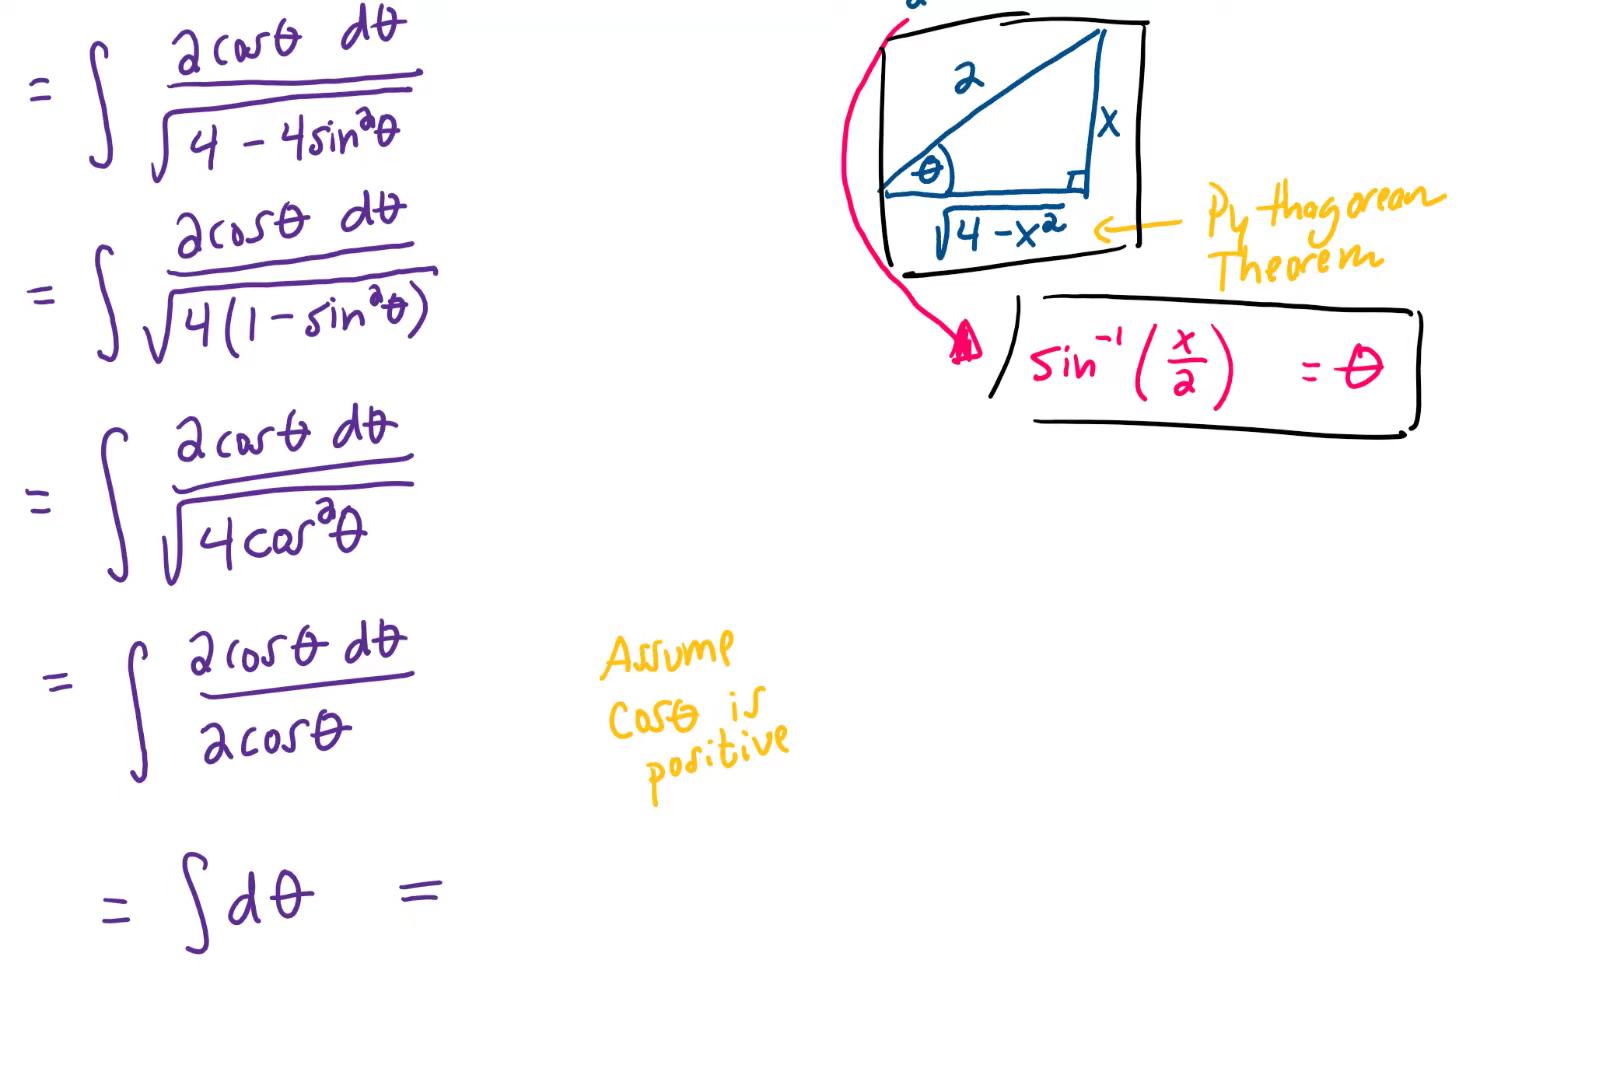 = ∫ 2cosθ dθ / √(4 - 4sin²θ)
= ∫ 2cosθ dθ / √(4(1 - sin²θ))
= ∫ 2cosθ dθ / √(4cos²θ)
= ∫ 2cosθ dθ / 2cosθ
Assume
cosθ is
positive
= ∫ dθ =
2
x
θ
√(4 - x²)
Pythagorean
Theorem
sin⁻¹(x/2) = θ